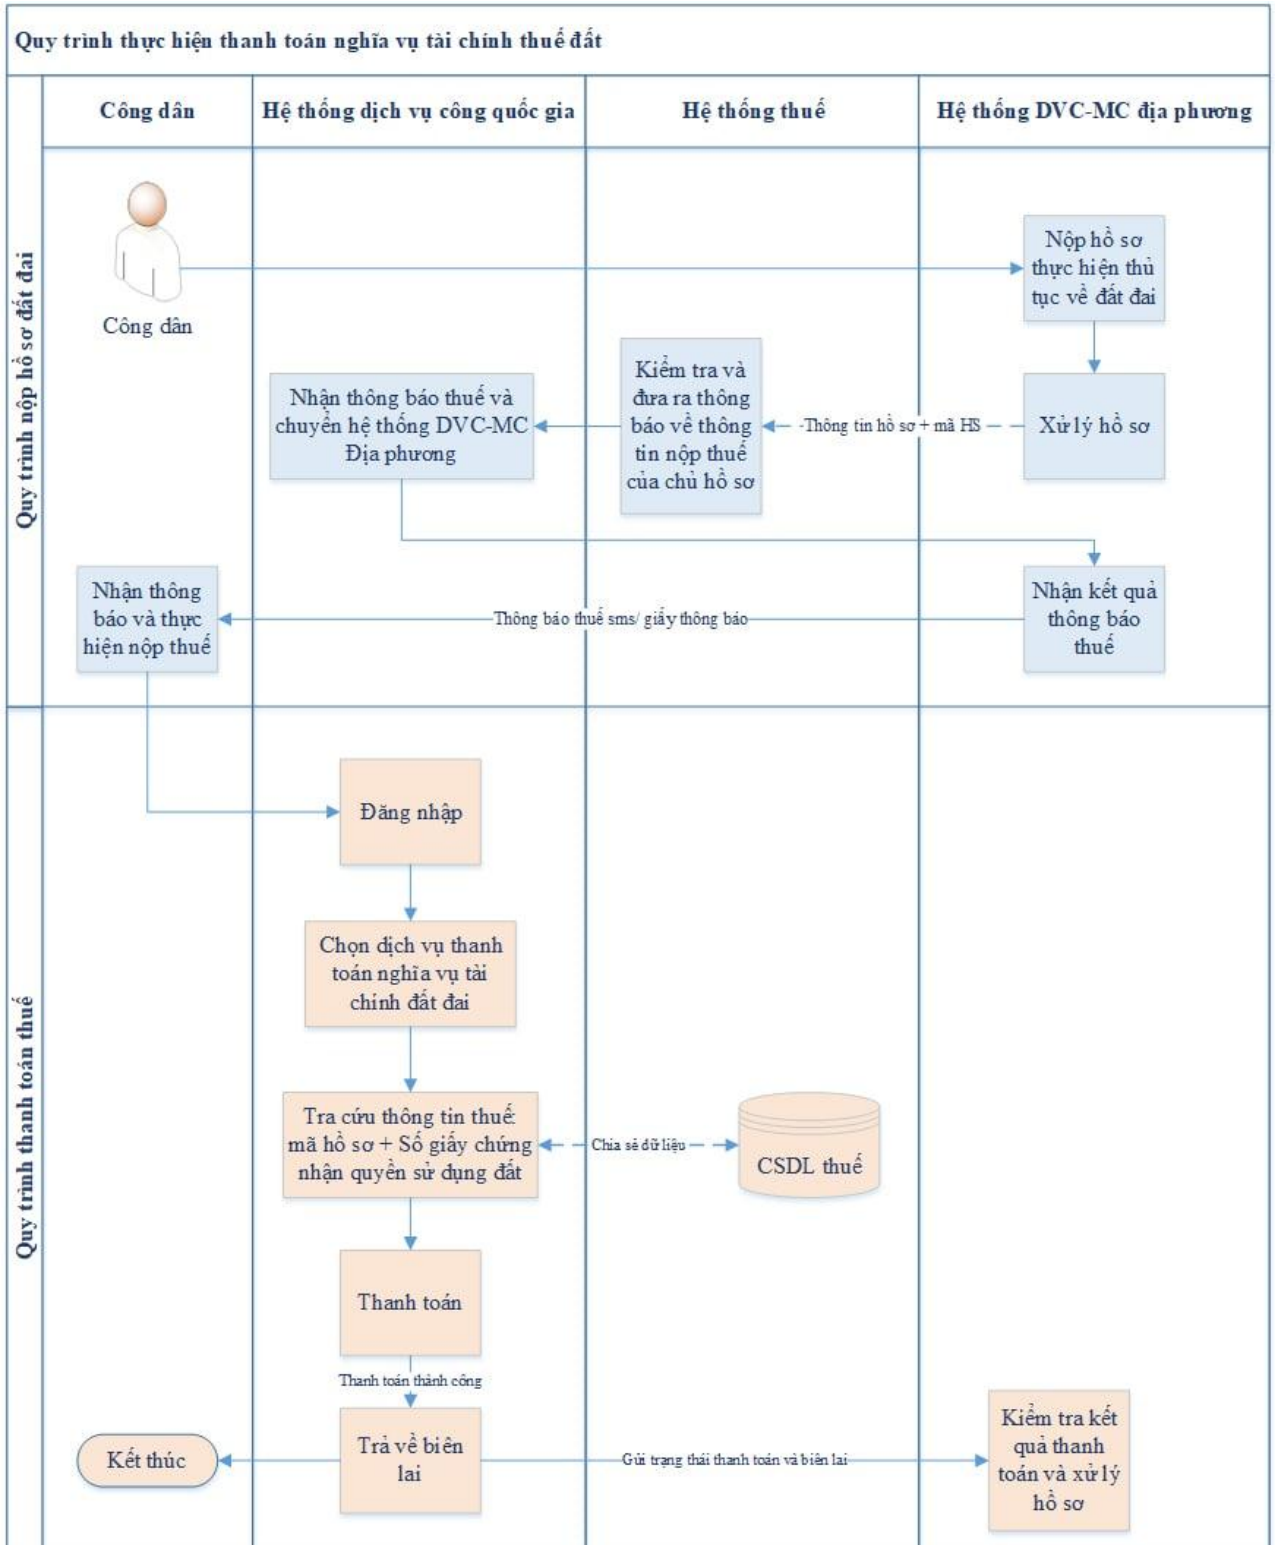 Quy trình thực hiện thanh toán nghĩa vụ tài chính thuế đất
Công dân
Hệ thống dịch vụ công quốc gia
Hệ thống thuế
Hệ thống DVC-MC địa phương
Quy trình nộp hồ sơ đất đai
Công dân
Nộp hồ sơ
thực hiện thủ
tục về đất đai
Nhận thông báo thuế và
chuyển hệ thống DVC-MC
Địa phương
Kiểm tra và
đưa ra thông
báo về thông
tin nộp thuế
của chủ hồ sơ
-Thông tin hồ sơ + mã HS
Xử lý hồ sơ
Nhận thông
báo và thực
hiện nộp thuế
Thông báo thuế sms/ giấy thông báo
Nhận kết quả
thông báo
thuế
Quy trình thanh toán thuế
Đăng nhập
Chọn dịch vụ thanh
toán nghĩa vụ tài
chính đất đai
Tra cứu thông tin thuế:
mã hồ sơ + Số giấy chứng
nhận quyền sử dụng đất
Chia sẻ dữ liệu
CSDL thuế
Thanh toán
Thanh toán thành công
Kết thúc
Trả về biên
lai
Gửi trạng thái thanh toán và biên lai
Kiểm tra kết
quả thanh
toán và xử lý
hồ sơ